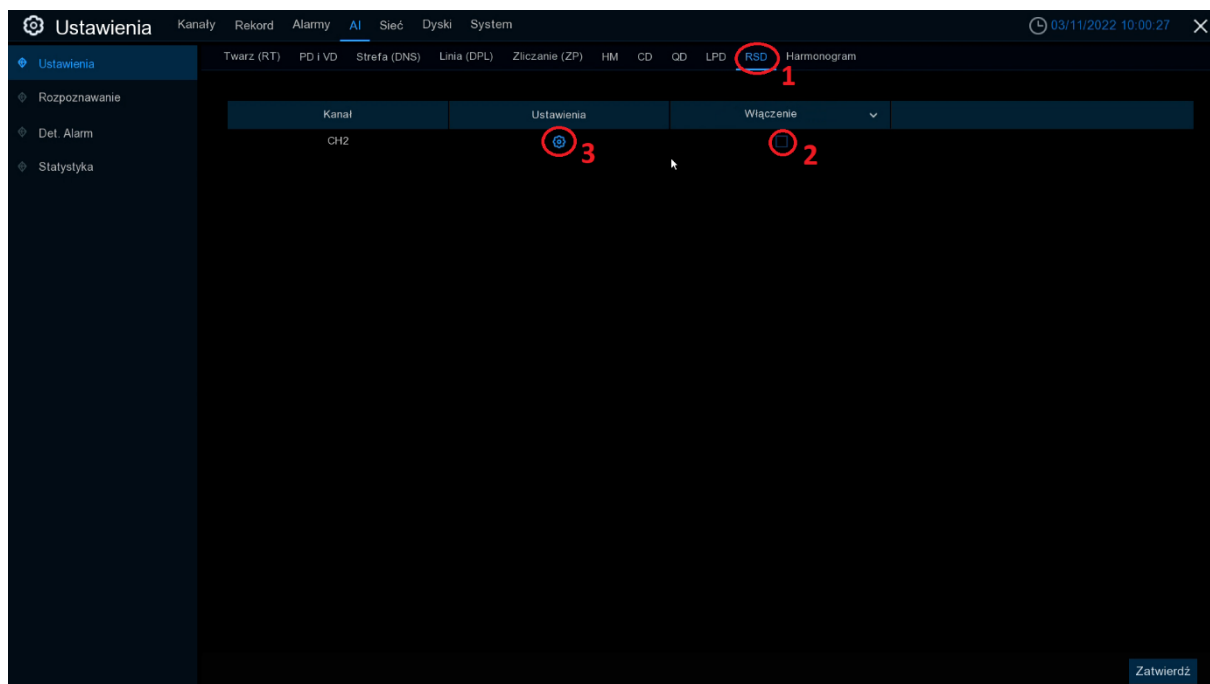 Ustawienia Kanały Rekord Alarmy AI Sieć Dyski System 03/11/2022 10:00:27
Ustawienia
Rozpoznawanie
Det. Alarm
Statystyka
Twarz (RT) PD i VD Strefa (DNS) Linia (DPL) Zliczanie (ZP) HM CD QD LPD RSD Harmonogram
1
Kanał Ustawienia Włączenie
CH2 3 2
Zatwierdź